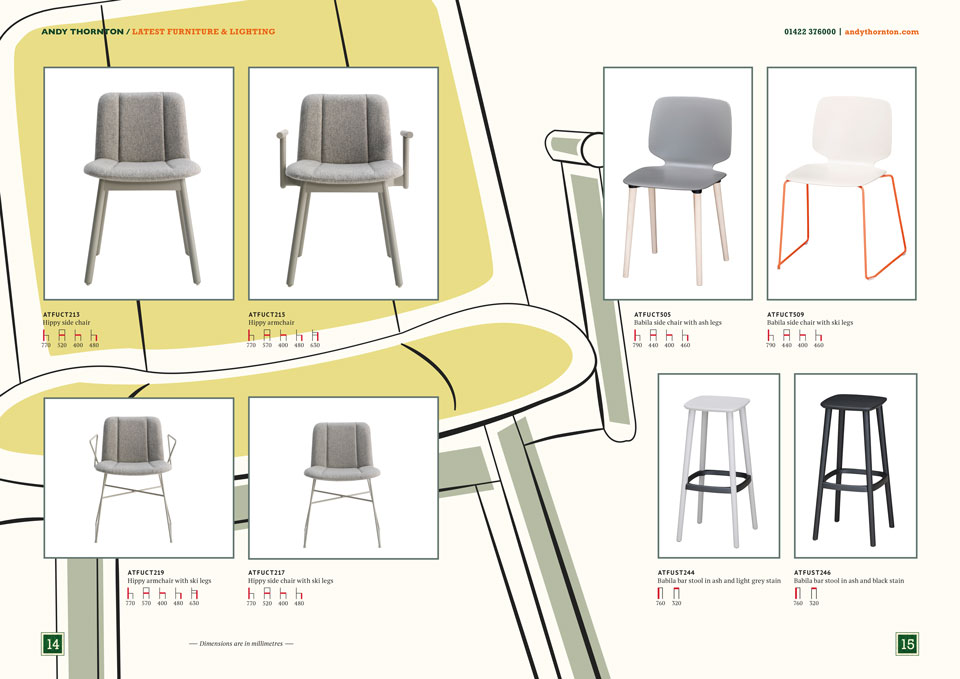 ANDY THORNTON / LATEST FURNITURE & LIGHTING
01422 376000 | andythornton.com
ATFUCT213
Hippy side chair
770 520 400 480
ATFUCT215
Hippy armchair
770 570 400 480 630
ATFUCT505
Babila side chair with ash legs
790 440 400 460
ATFUCT509
Babila side chair with ski legs
790 440 400 460
ATFUCT219
Hippy armchair with ski legs
770 570 400 480 630
ATFUCT217
Hippy side chair with ski legs
770 520 400 480
ATFUST244
Babila bar stool in ash and light grey stain
760 320
ATFUST246
Babila bar stool in ash and black stain
760 320
14
— Dimensions are in millimetres —
15